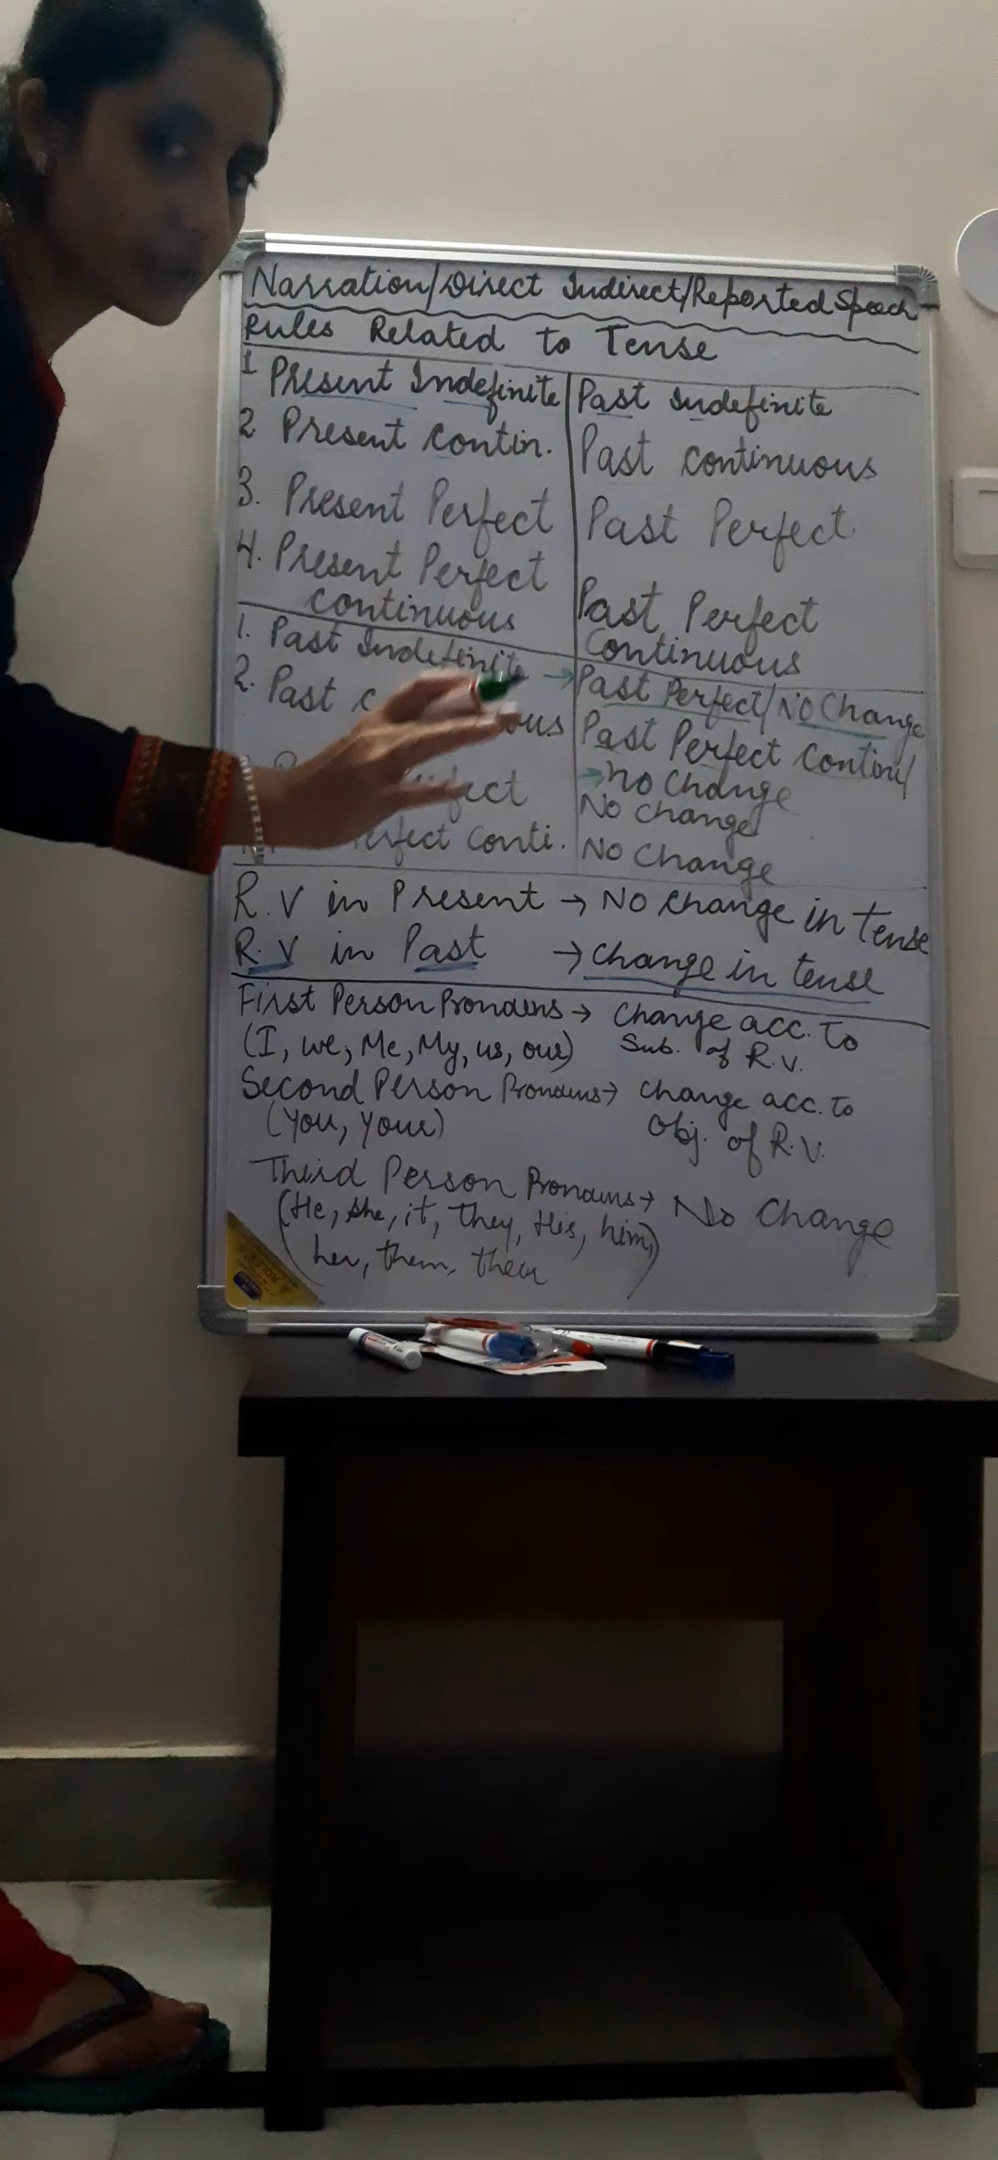 Narration/Direct Indirect/Reported Speech
Rules Related to Tense
1 Present Indefinite Past Indefinite
2 Present contin. Past continuous
3. Present Perfect Past Perfect
4. Present Perfect continuous Past Perfect Continuous
1. Past Indefinite → Past Perfect/No Change
2. Past c ous Past Perfect Contin/
→ no Change
fect No Change
erfect conti. No Change
R.V in Present → No change in tense
R.V in Past → Change in tense
First Person Pronouns → Change acc. To
(I, we, Me, My, us, our) Sub. of R.V.
Second Person Pronouns → Change acc. To
(You, Your) Obj. of R.V.
Third Person Pronouns → No Change
(He, she, it, they, His, him,
her, them, their)